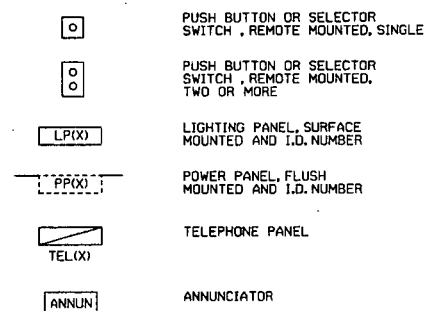 PUSH BUTTON OR SELECTOR
SWITCH , REMOTE MOUNTED, SINGLE
PUSH BUTTON OR SELECTOR
SWITCH , REMOTE MOUNTED,
TWO OR MORE
LP(X)
LIGHTING PANEL, SURFACE
MOUNTED AND I.D. NUMBER
PP(X)
POWER PANEL, FLUSH
MOUNTED AND I.D. NUMBER
TELEPHONE PANEL
TEL(X)
ANNUN
ANNUNCIATOR